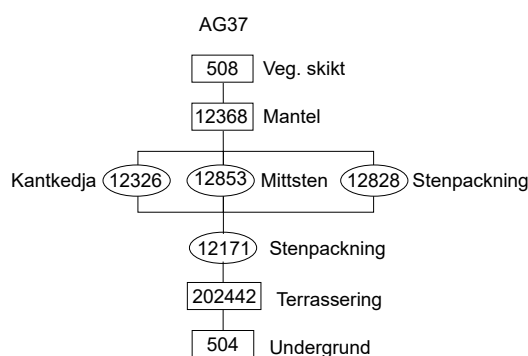 AG37
508 Veg. skikt
12368 Mantel
Kantkedja 12326 12853 Mittsten 12828 Stenpackning
12171 Stenpackning
202442 Terrassering
504 Undergrund